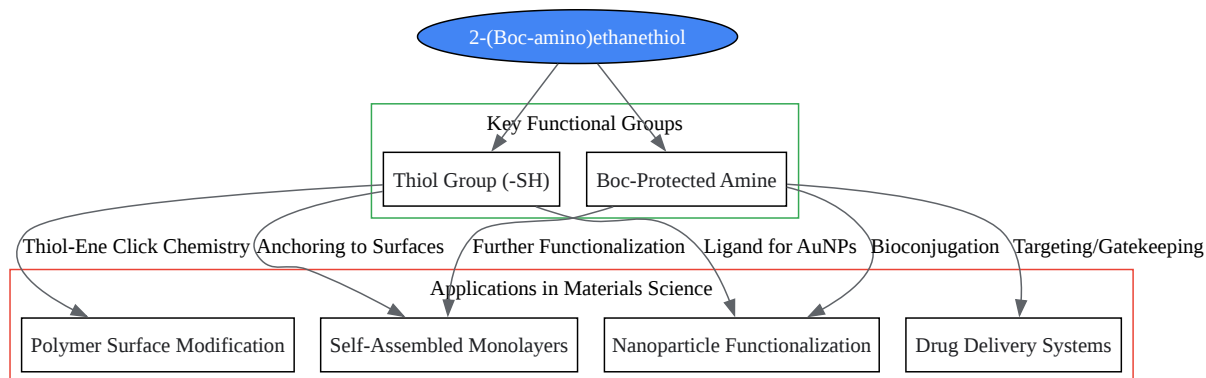 2-(Boc-amino)ethanethiol
Key Functional Groups
Thiol Group (-SH)
Boc-Protected Amine
Thiol-Ene Click Chemistry
Anchoring to Surfaces
Further Functionalization
Ligand for AuNPs
Bioconjugation
Targeting/Gatekeeping
Applications in Materials Science
Polymer Surface Modification
Self-Assembled Monolayers
Nanoparticle Functionalization
Drug Delivery Systems